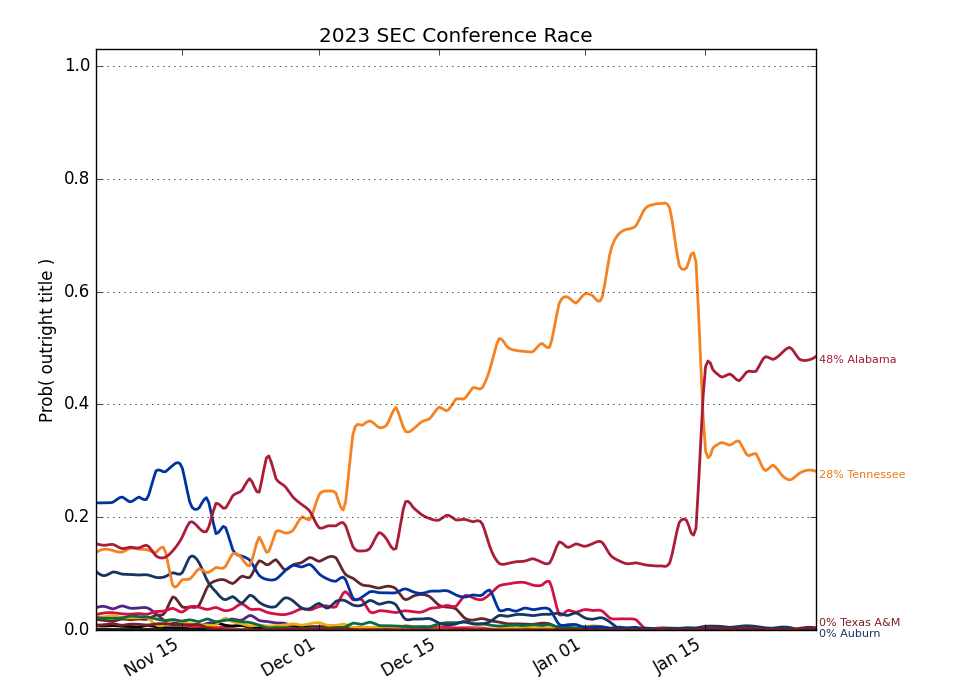 2023 SEC Conference Race
Prob( outright title )
1.0
0.8
0.6
0.4
0.2
0.0
48% Alabama
28% Tennessee
0% Texas A&M
0% Auburn
Nov 15
Dec 01
Dec 15
Jan 01
Jan 15